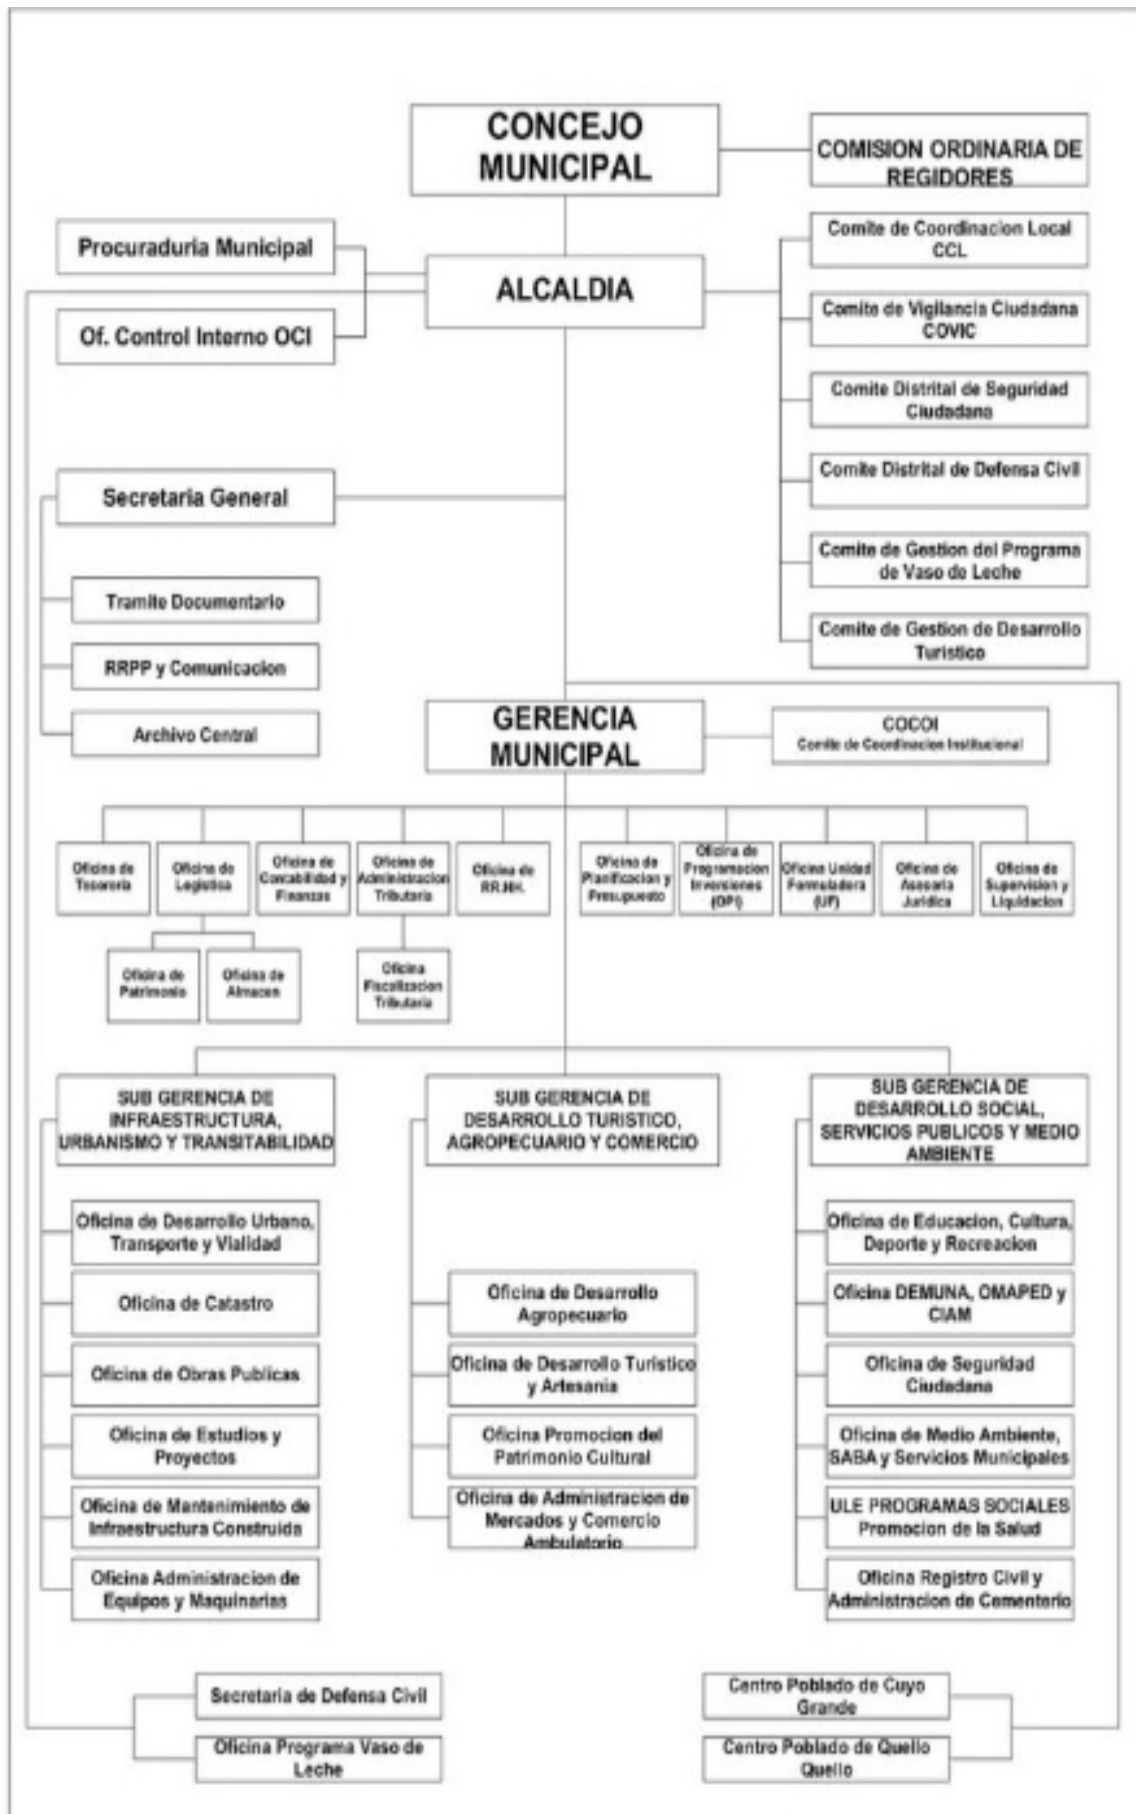 CONCEJO
MUNICIPAL
COMISION ORDINARIA DE
REGIDORES
Procuraduria Municipal
Of. Control Interno OCI
ALCALDIA
Comite de Coordinacion Local
CCL
Comite de Vigilancia Ciudadana
COVIC
Comite Distrital de Seguridad
Ciudadana
Comite Distrital de Defensa Civil
Comite de Gestion del Programa
de Vaso de Leche
Comite de Gestion de Desarrollo
Turistico
Secretaria General
Tramite Documentario
RRPP y Comunicacion
Archivo Central
GERENCIA
MUNICIPAL
COCOI
Comite de Coordinacion Institucional
Oficina de
Tesoreria
Oficina de
Logistica
Oficina de
Contabilidad y
Finanzas
Oficina de
Administracion
Tributaria
Oficina de
RR.HH.
Oficina de
Planificacion y
Presupuesto
Oficina de
Programacion
Inversiones
(OPI)
Oficina Unidad
Formuladora
(UF)
Oficina de
Asesoria
Juridica
Oficina de
Supervision y
Liquidacion
Oficina de
Patrimonio
Oficina de
Almacen
Oficina
Fiscalizacion
Tributaria
SUB GERENCIA DE
INFRAESTRUCTURA,
URBANISMO Y TRANSITABILIDAD
SUB GERENCIA DE
DESARROLLO TURISTICO,
AGROPECUARIO Y COMERCIO
SUB GERENCIA DE
DESARROLLO SOCIAL,
SERVICIOS PUBLICOS Y MEDIO
AMBIENTE
Oficina de Desarrollo Urbano,
Transporte y Vialidad
Oficina de Catastro
Oficina de Obras Publicas
Oficina de Estudios y
Proyectos
Oficina de Mantenimiento de
Infraestructura Construida
Oficina Administracion de
Equipos y Maquinarias
Oficina de Desarrollo
Agropecuario
Oficina de Desarrollo Turistico
y Artesania
Oficina Promocion del
Patrimonio Cultural
Oficina de Administracion de
Mercados y Comercio
Ambulatorio
Oficina de Educacion, Cultura,
Deporte y Recreacion
Oficina DEMUNA, OMAPED y
CIAM
Oficina de Seguridad
Ciudadana
Oficina de Medio Ambiente,
SABA y Servicios Municipales
ULE PROGRAMAS SOCIALES
Promocion de la Salud
Oficina Registro Civil y
Administracion de Cementerio
Secretaria de Defensa Civil
Oficina Programa Vaso de
Leche
Centro Poblado de Cuyo
Grande
Centro Poblado de Quello
Quello